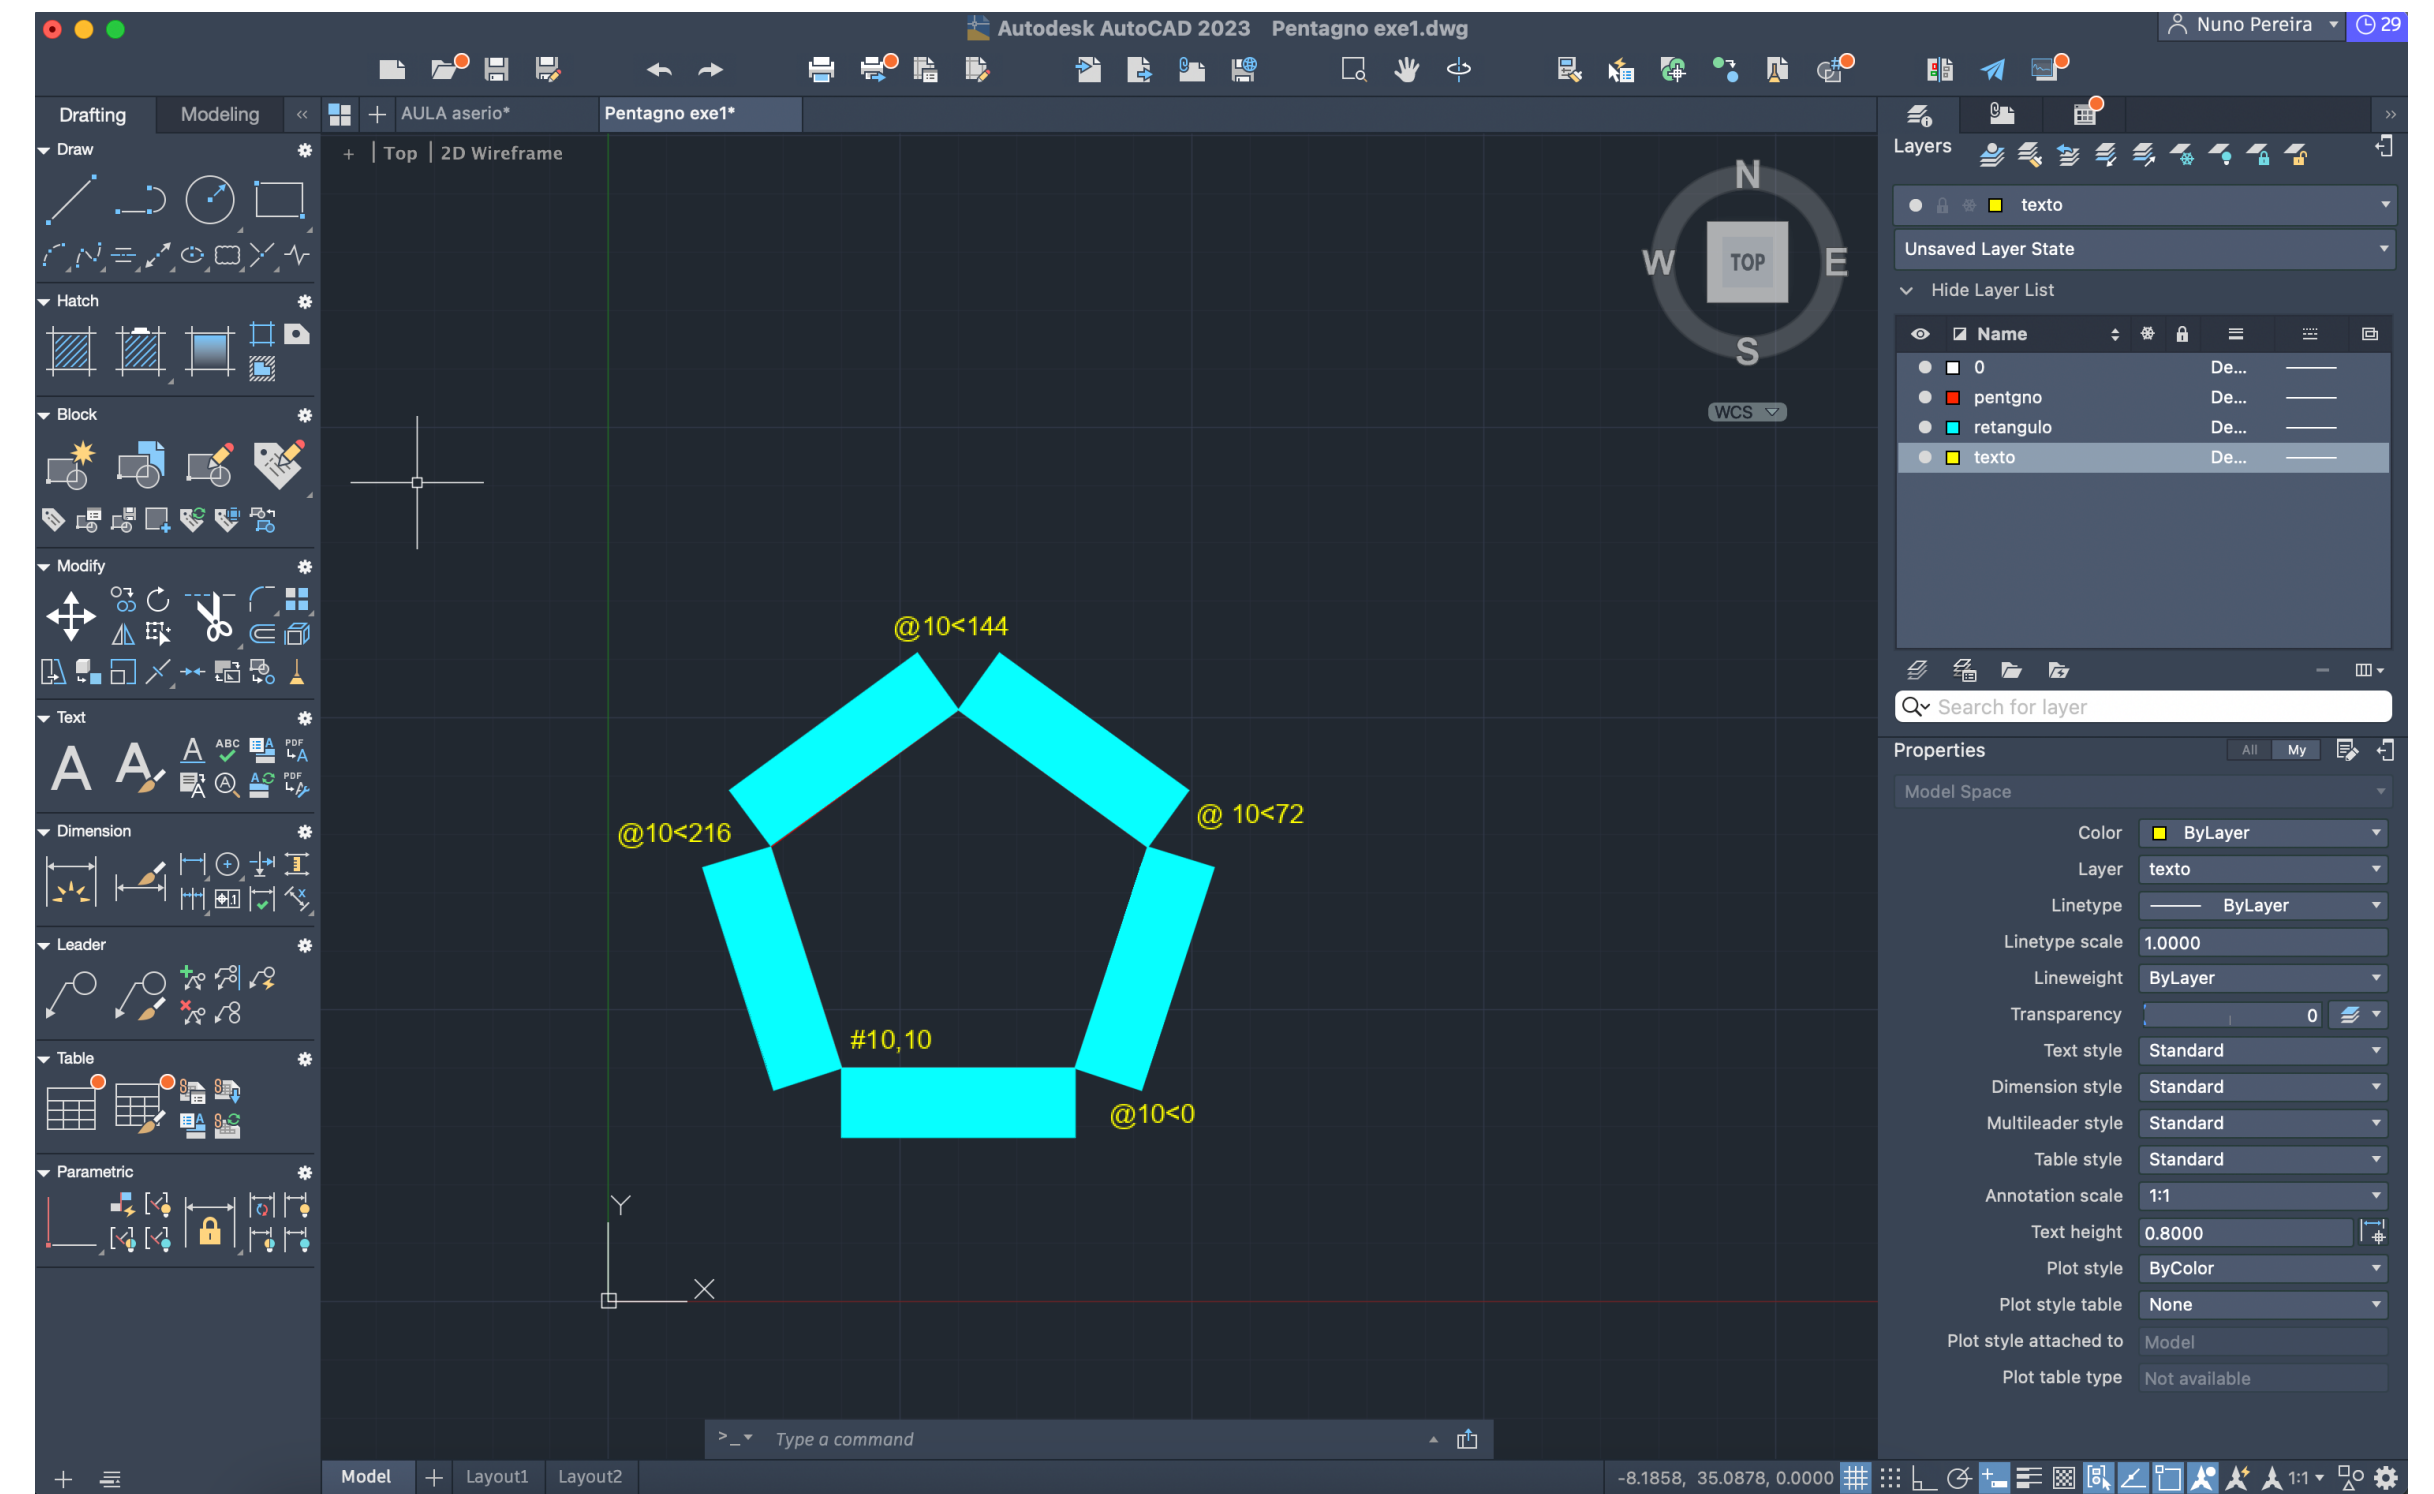 Autodesk AutoCAD 2023 Pentagno exe1.dwg
Nuno Pereira
29
Drafting
Modeling
AULA aserio*
Pentagno exe1*
Draw
Hatch
Block
Modify
Text
ABC
PDF
PDF
Dimension
Leader
Table
Parametric
+ | Top | 2D Wireframe
N
W
TOP
E
S
WCS
@10<144
@ 10<72
@10<216
#10,10
@10<0
Y
X
Type a command
Model
Layout1
Layout2
-8.1858, 35.0878, 0.0000
1:1
Layers
texto
Unsaved Layer State
Hide Layer List
Name
0 De...
pentgno De...
retangulo De...
texto De...
Search for layer
Properties
All
My
Model Space
Color ByLayer
Layer texto
Linetype ByLayer
Linetype scale 1.0000
Lineweight ByLayer
Transparency 0
Text style Standard
Dimension style Standard
Multileader style Standard
Table style Standard
Annotation scale 1:1
Text height 0.8000
Plot style ByColor
Plot style table None
Plot style attached to Model
Plot table type Not available